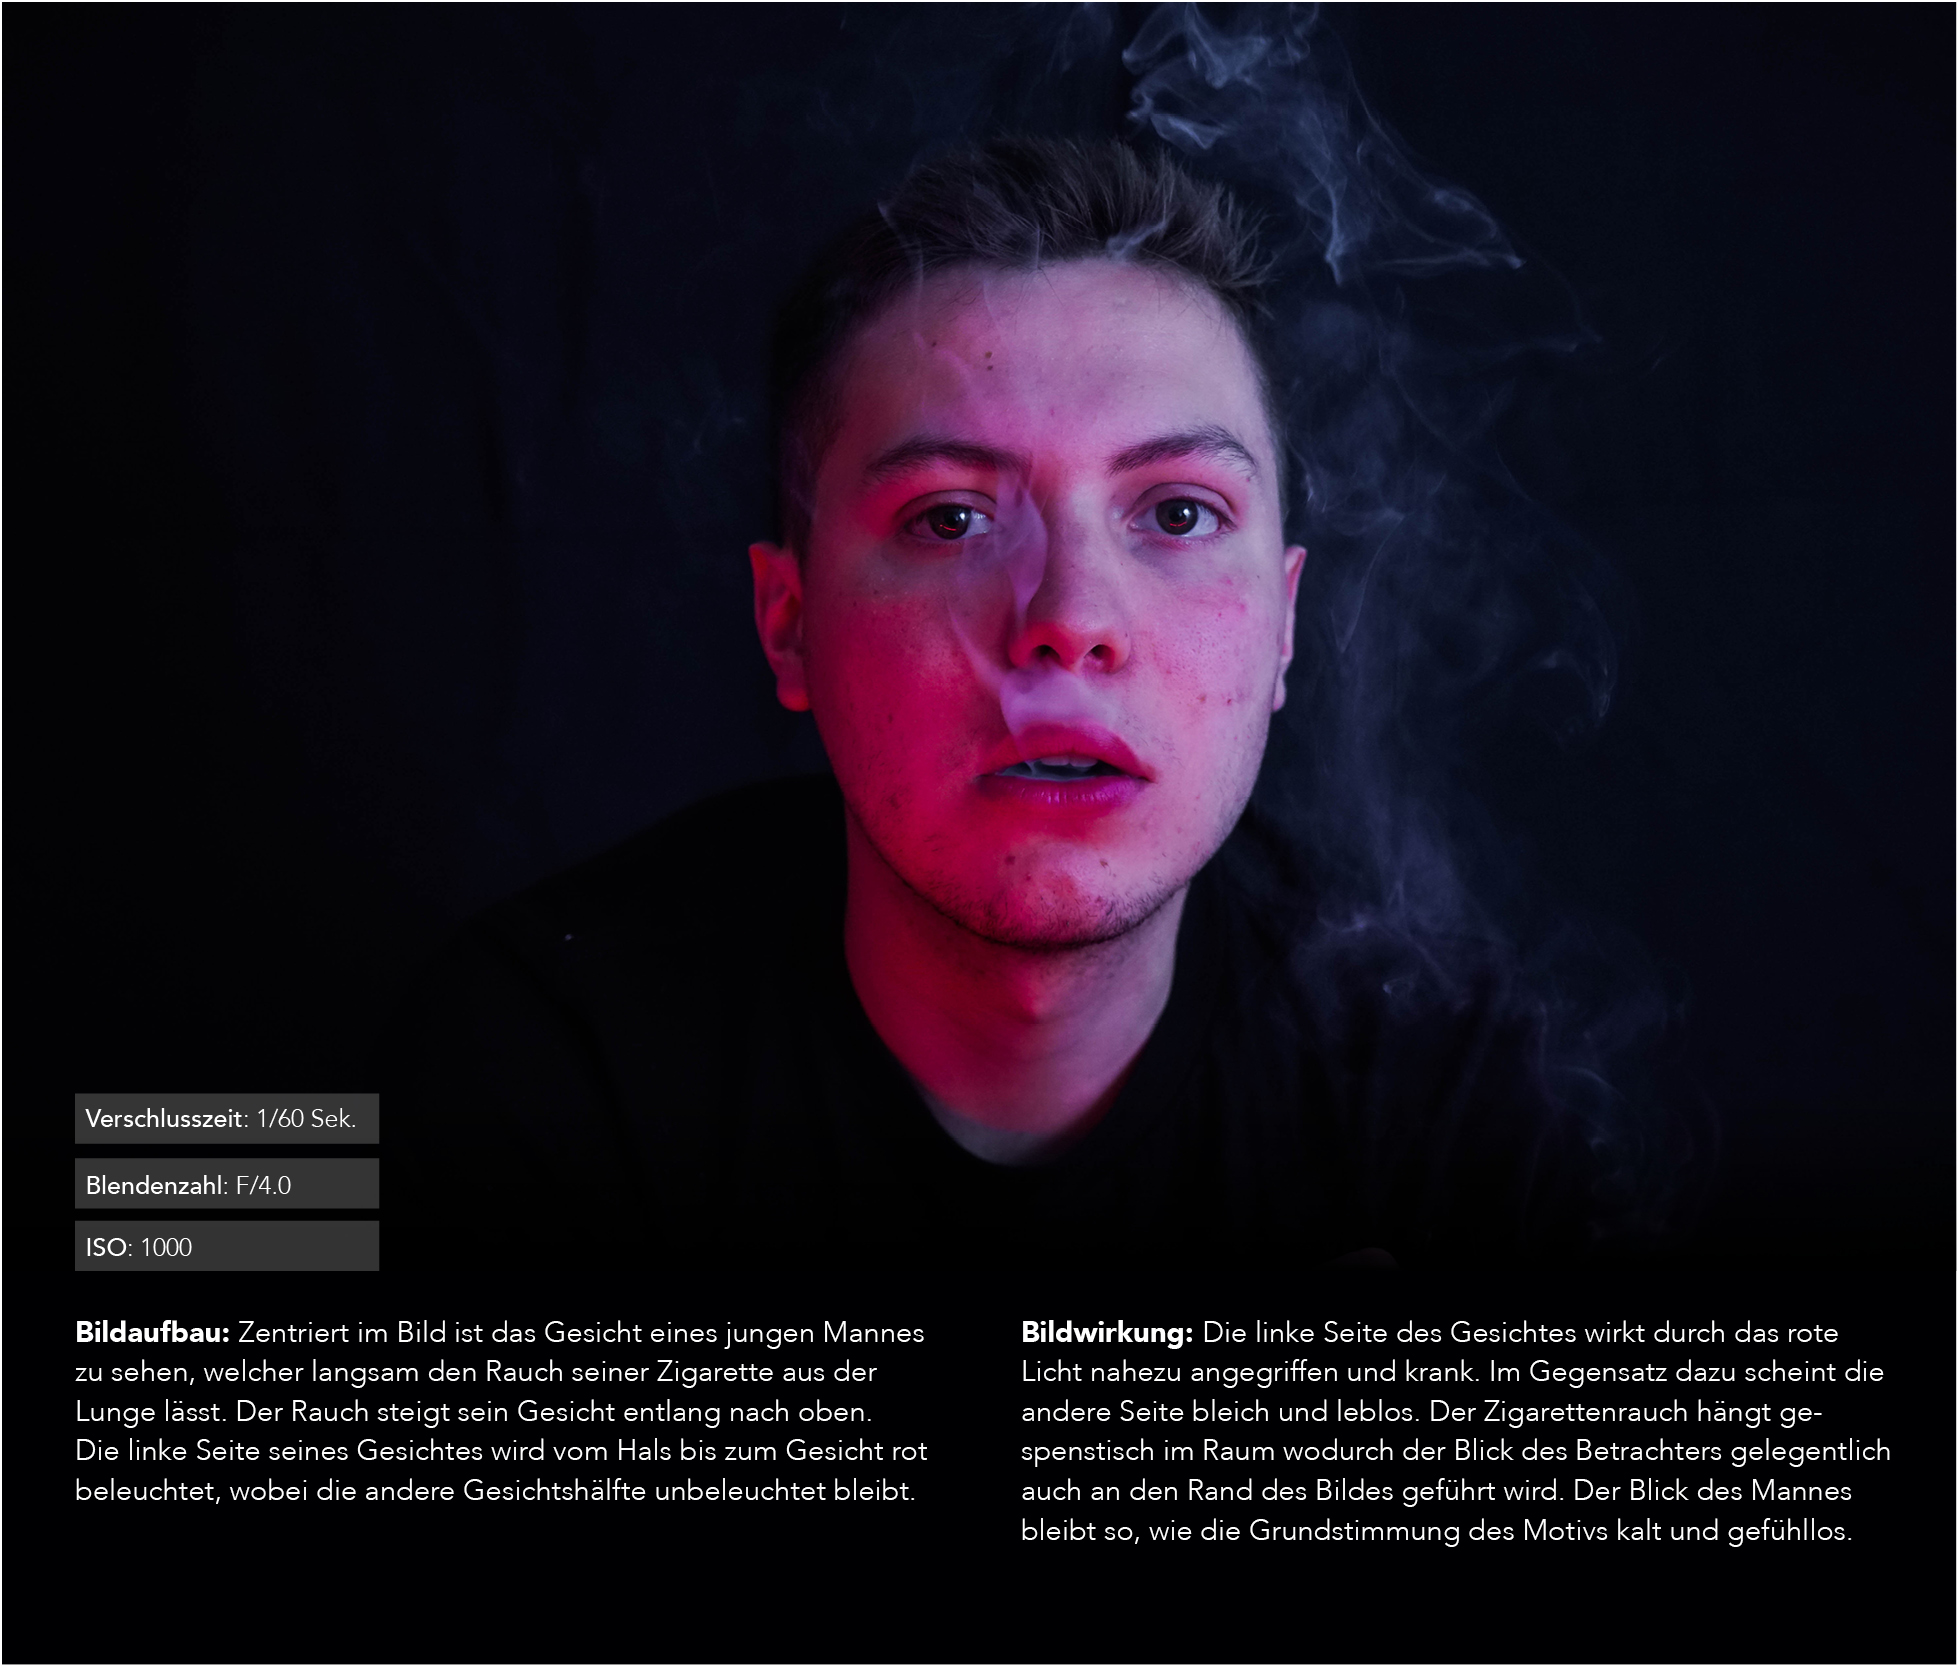 Verschlusszeit: 1/60 Sek.
Blendenzahl: F/4.0
ISO: 1000
Bildaufbau: Zentriert im Bild ist das Gesicht eines jungen Mannes
zu sehen, welcher langsam den Rauch seiner Zigarette aus der
Lunge lässt. Der Rauch steigt sein Gesicht entlang nach oben.
Die linke Seite seines Gesichtes wird vom Hals bis zum Gesicht rot
beleuchtet, wobei die andere Gesichtshälfte unbeleuchtet bleibt.
Bildwirkung: Die linke Seite des Gesichtes wirkt durch das rote
Licht nahezu angegriffen und krank. Im Gegensatz dazu scheint die
andere Seite bleich und leblos. Der Zigarettenrauch hängt ge-
spenstisch im Raum wodurch der Blick des Betrachters gelegentlich
auch an den Rand des Bildes geführt wird. Der Blick des Mannes
bleibt so, wie die Grundstimmung des Motivs kalt und gefühllos.